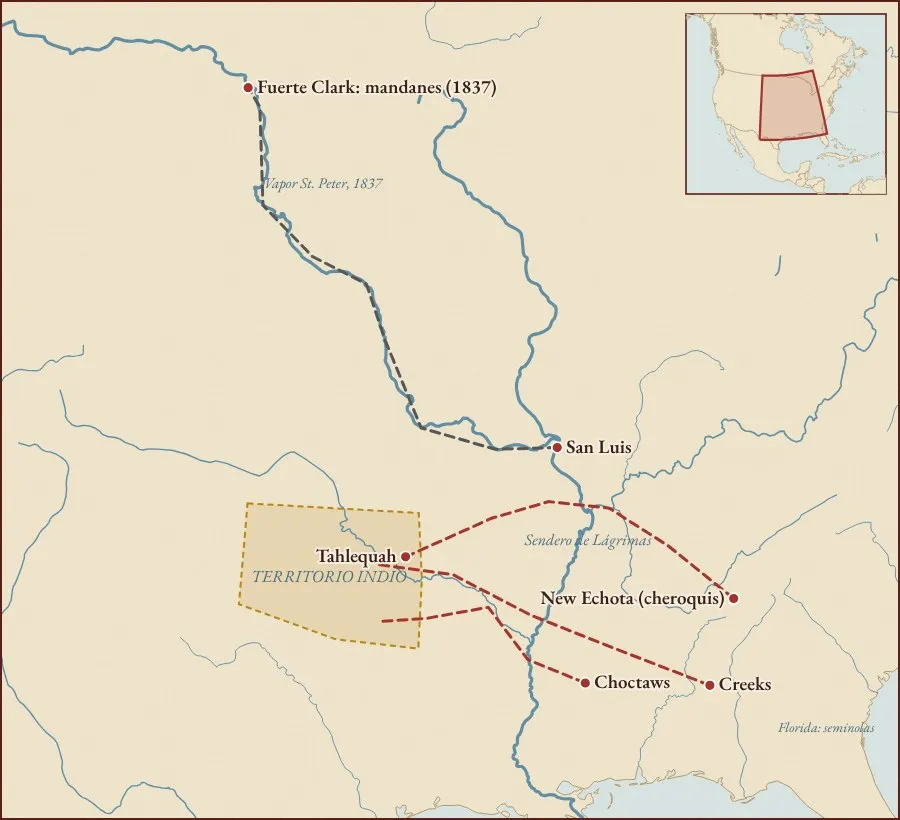 Fuerte Clark: mandanes (1837)
Vapor St. Peter, 1837
San Luis
Sendero de Lágrimas
Tahlequah
TERRITORIO INDIO
New Echota (cheroquis)
Choctaws
Creeks
Florida: seminolas